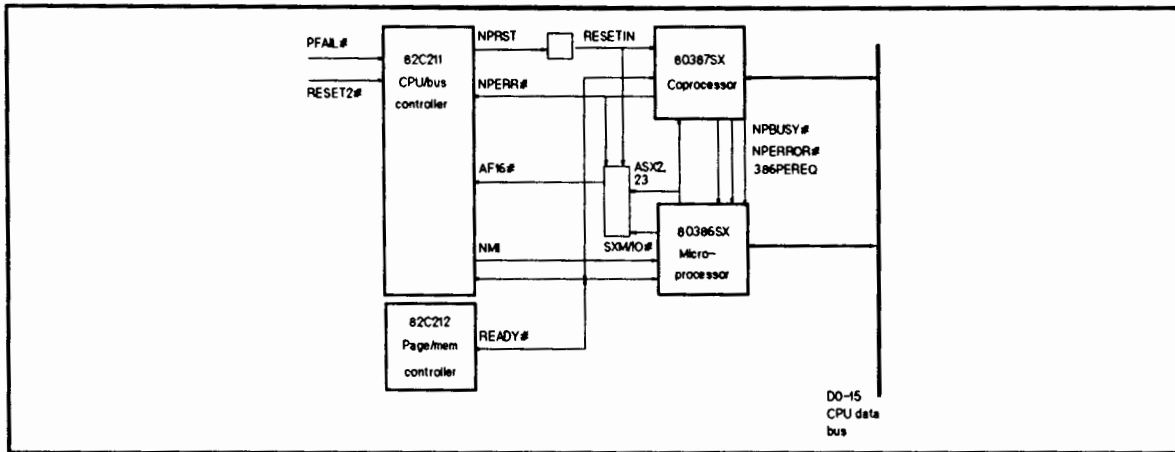 PFAIL#
RESET2#
82C211
CPU/bus
controller
NPRST
RESETIN
NPERR#
AF16#
NMI
80387SX
Coprocessor
NPBUSY#
NPERROR#
386PEREQ
ASX2,
23
SXM/IO#
80386SX
Micro-
processor
82C212
Page/mem
controller
READY#
D0-15
CPU data
bus